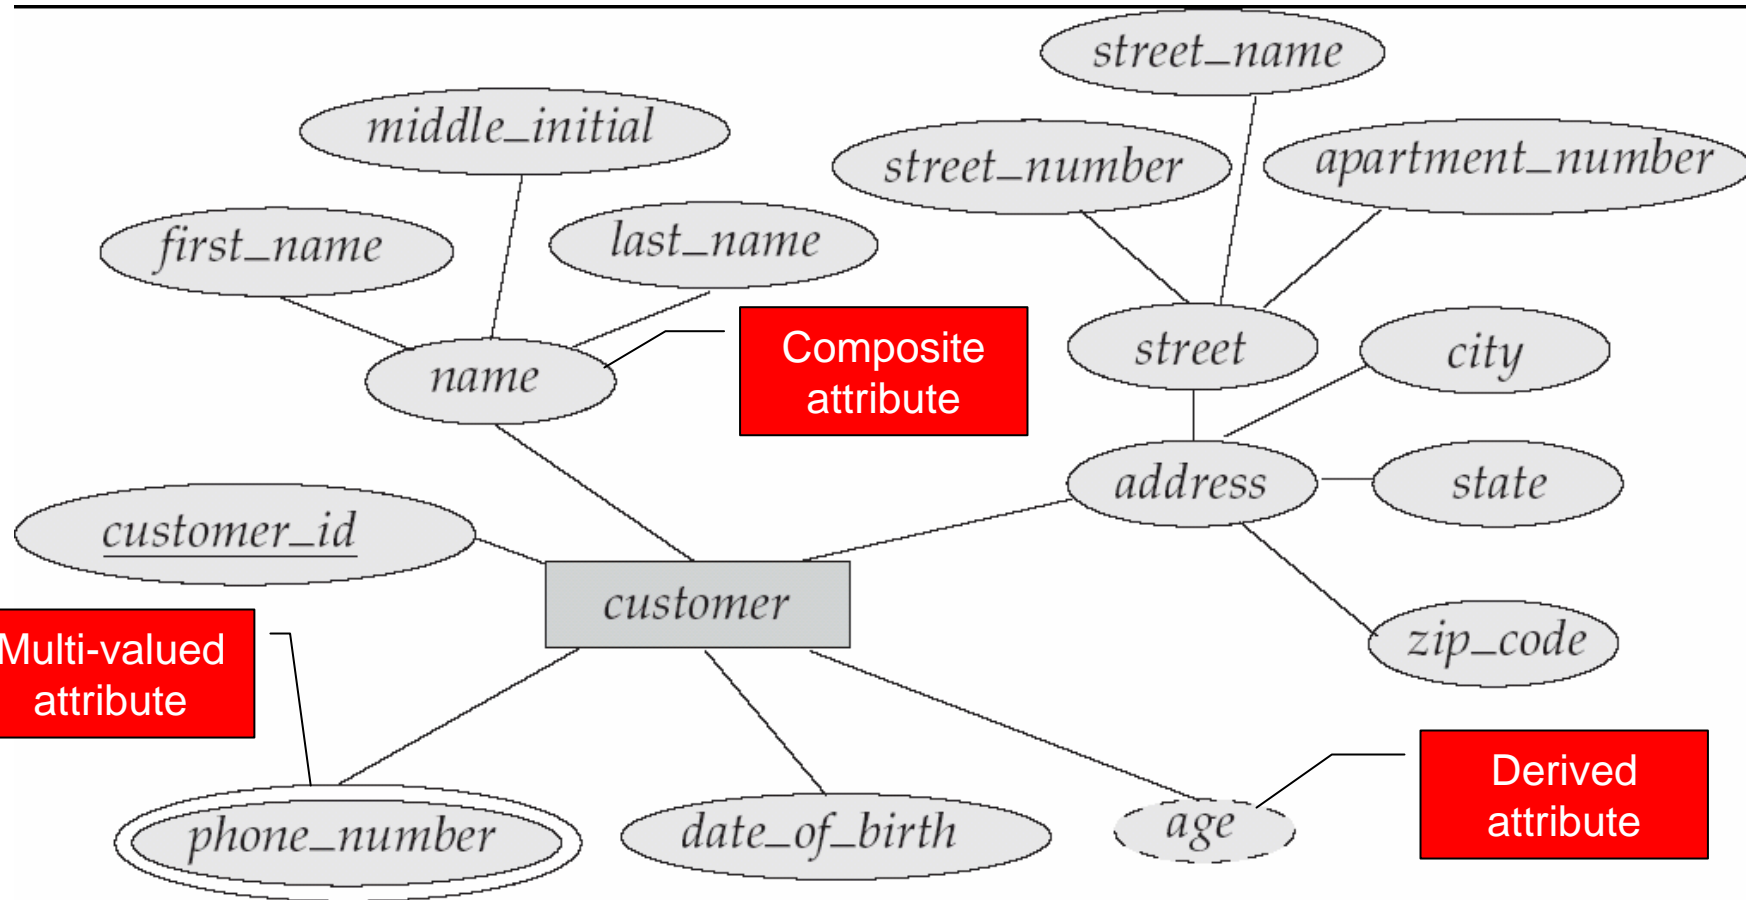 street_name
middle_initial
street_number
apartment_number
first_name
last_name
Composite
attribute
street
city
name
address
state
customer_id
customer
zip_code
Multi-valued
attribute
Derived
attribute
phone_number
date_of_birth
age